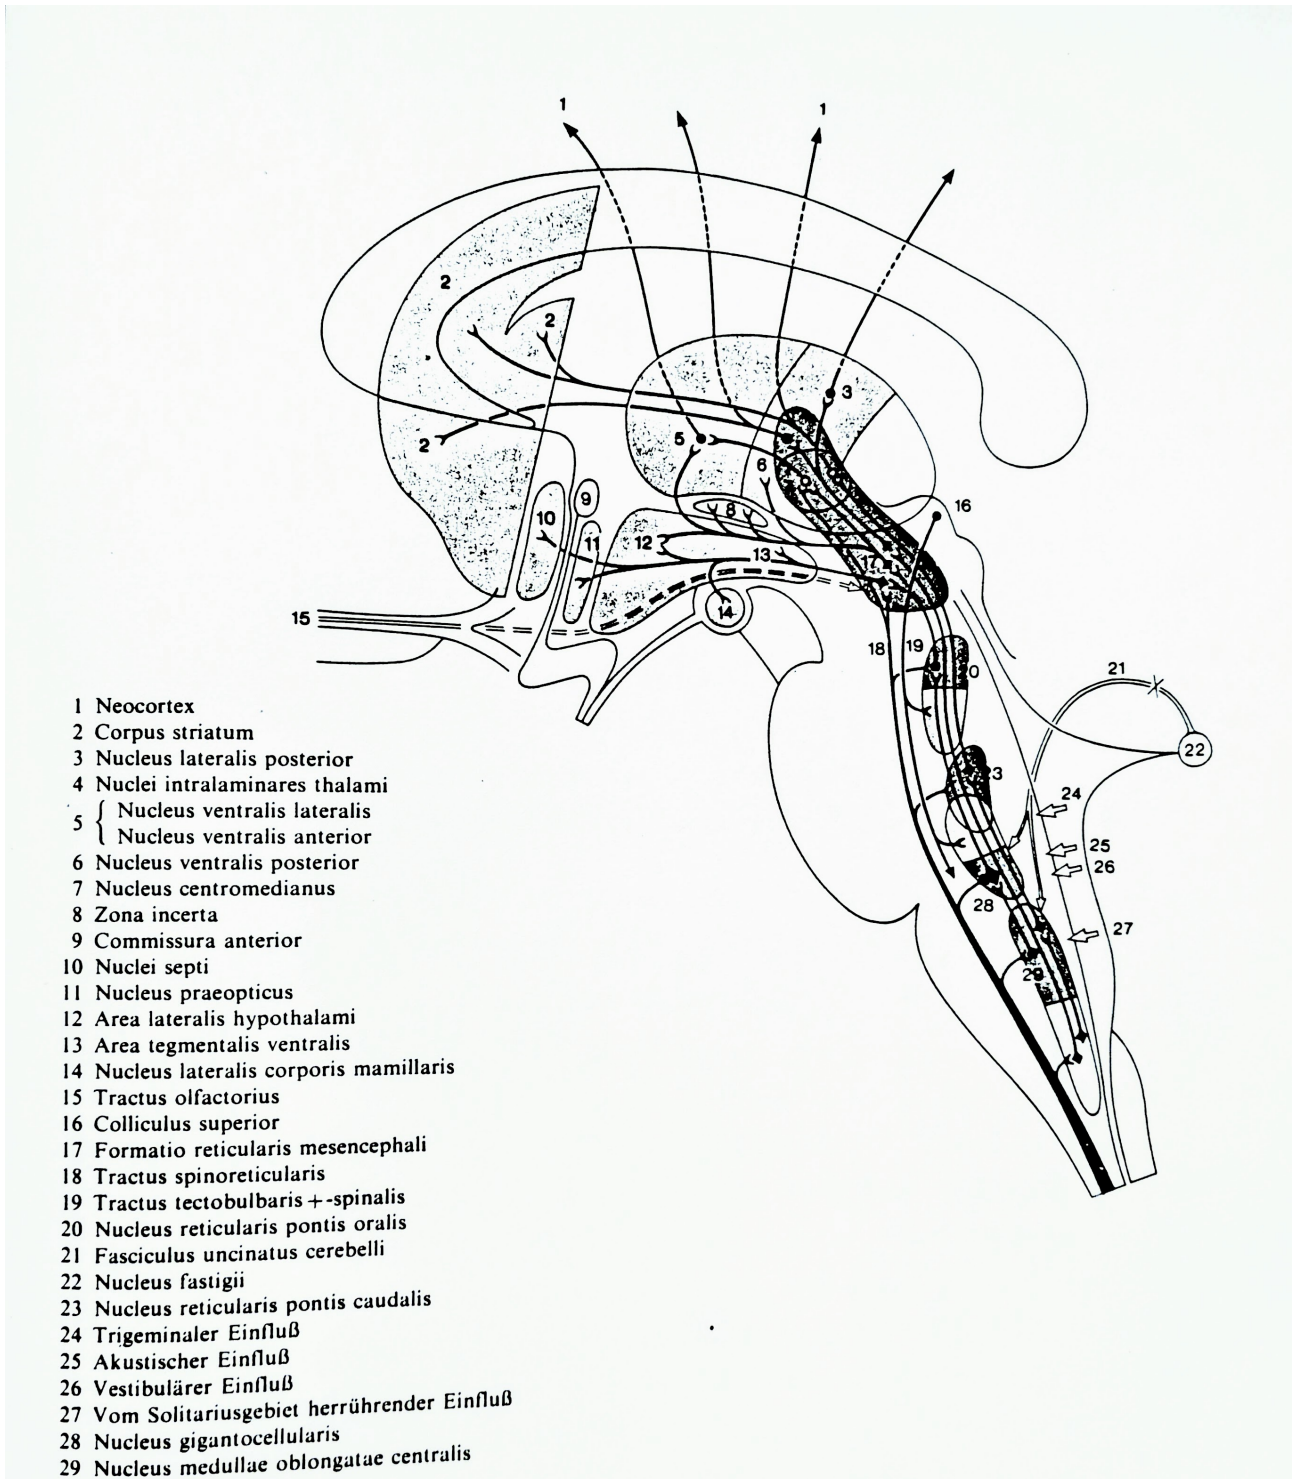 1
1
2
2
3
2
5
6
16
8
9
10
11
12
13
17
14
15
18
19
20
21
22
23
24
25
26
28
27
29
1 Neocortex
2 Corpus striatum
3 Nucleus lateralis posterior
4 Nuclei intralaminares thalami
5 { Nucleus ventralis lateralis
Nucleus ventralis anterior
6 Nucleus ventralis posterior
7 Nucleus centromedianus
8 Zona incerta
9 Commissura anterior
10 Nuclei septi
11 Nucleus praeopticus
12 Area lateralis hypothalami
13 Area tegmentalis ventralis
14 Nucleus lateralis corporis mamillaris
15 Tractus olfactorius
16 Colliculus superior
17 Formatio reticularis mesencephali
18 Tractus spinoreticularis
19 Tractus tectobulbaris +-spinalis
20 Nucleus reticularis pontis oralis
21 Fasciculus uncinatus cerebelli
22 Nucleus fastigii
23 Nucleus reticularis pontis caudalis
24 Trigeminaler Einfluß
25 Akustischer Einfluß
26 Vestibulärer Einfluß
27 Vom Solitariusgebiet herrührender Einfluß
28 Nucleus gigantocellularis
29 Nucleus medullae oblongatae centralis